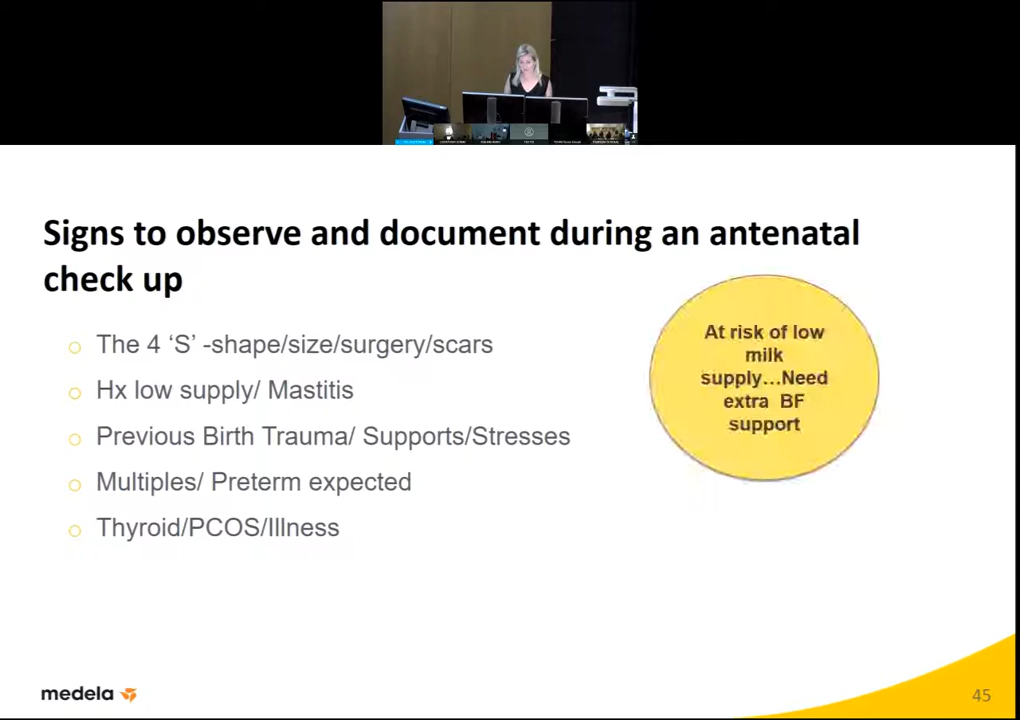 Signs to observe and document during an antenatal
check up
The 4 ‘S’ -shape/size/surgery/scars
Hx low supply/ Mastitis
Previous Birth Trauma/ Supports/Stresses
Multiples/ Preterm expected
Thyroid/PCOS/Illness
At risk of low
milk
supply…Need
extra BF
support
medela
45